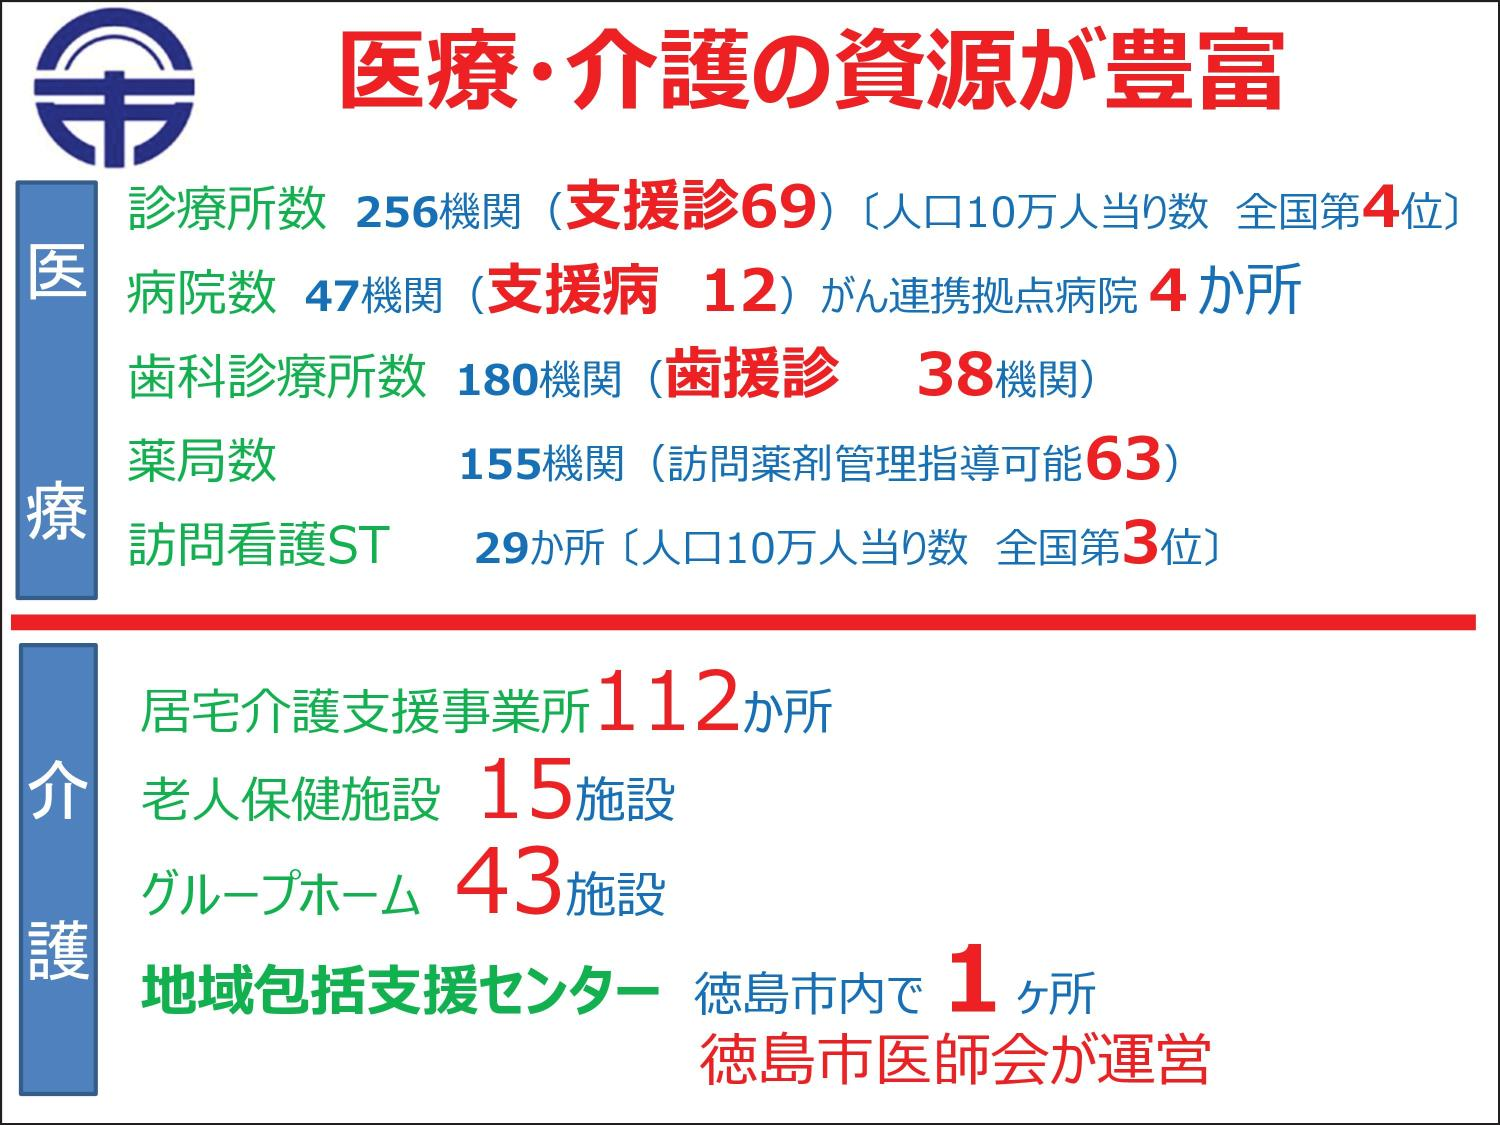 医療・介護の資源が豊富
医療
診療所数 256機関（支援診69）〔人口10万人当り数 全国第4位〕
病院数 47機関（支援病 12）がん連携拠点病院 4 か所
歯科診療所数 180機関（歯援診 38機関）
薬局数 155機関（訪問薬剤管理指導可能63）
訪問看護ST 29か所〔人口10万人当り数 全国第3位〕
介護
居宅介護支援事業所112か所
老人保健施設 15施設
グループホーム 43施設
地域包括支援センター 徳島市内で 1 ヶ所
徳島市医師会が運営